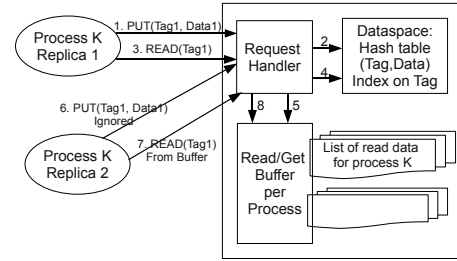 Process K
Replica 1
1. PUT(Tag1, Data1)
3. READ(Tag1)
Request
Handler
2
4
Dataspace:
Hash table
(Tag,Data)
Index on Tag
6. PUT(Tag1, Data1)
Ignored
7. READ(Tag1)
From Buffer
Process K
Replica 2
8
5
Read/Get
Buffer
per
Process
List of read data
for process K